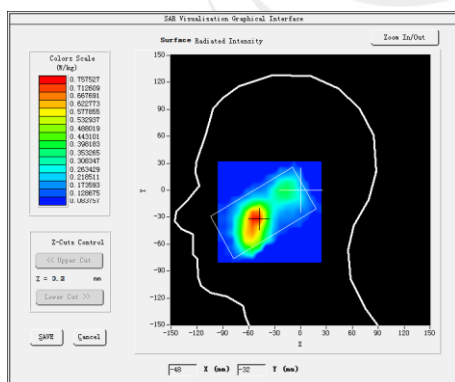 SAR Visualisation Graphical Interface
Surface Radiated Intensity
Zoom In/Out
Colors Scale
(W/kg)
0.757527
0.712609
0.667691
0.622773
0.577855
0.532937
0.488019
0.443101
0.398183
0.353265
0.308347
0.263429
0.218511
0.173593
0.128675
0.083757
Z-Cuts Control
<< Upper Cut
Z = 3.2 mm
Lower Cut >>
SAVE Cancel
150
120
90
60
30
0
-30
-60
-90
-120
-150
Y
-150 -120 -90 -60 -30 0 30 60 90 120 150
X
-48 X (mm) -32 Y (mm)